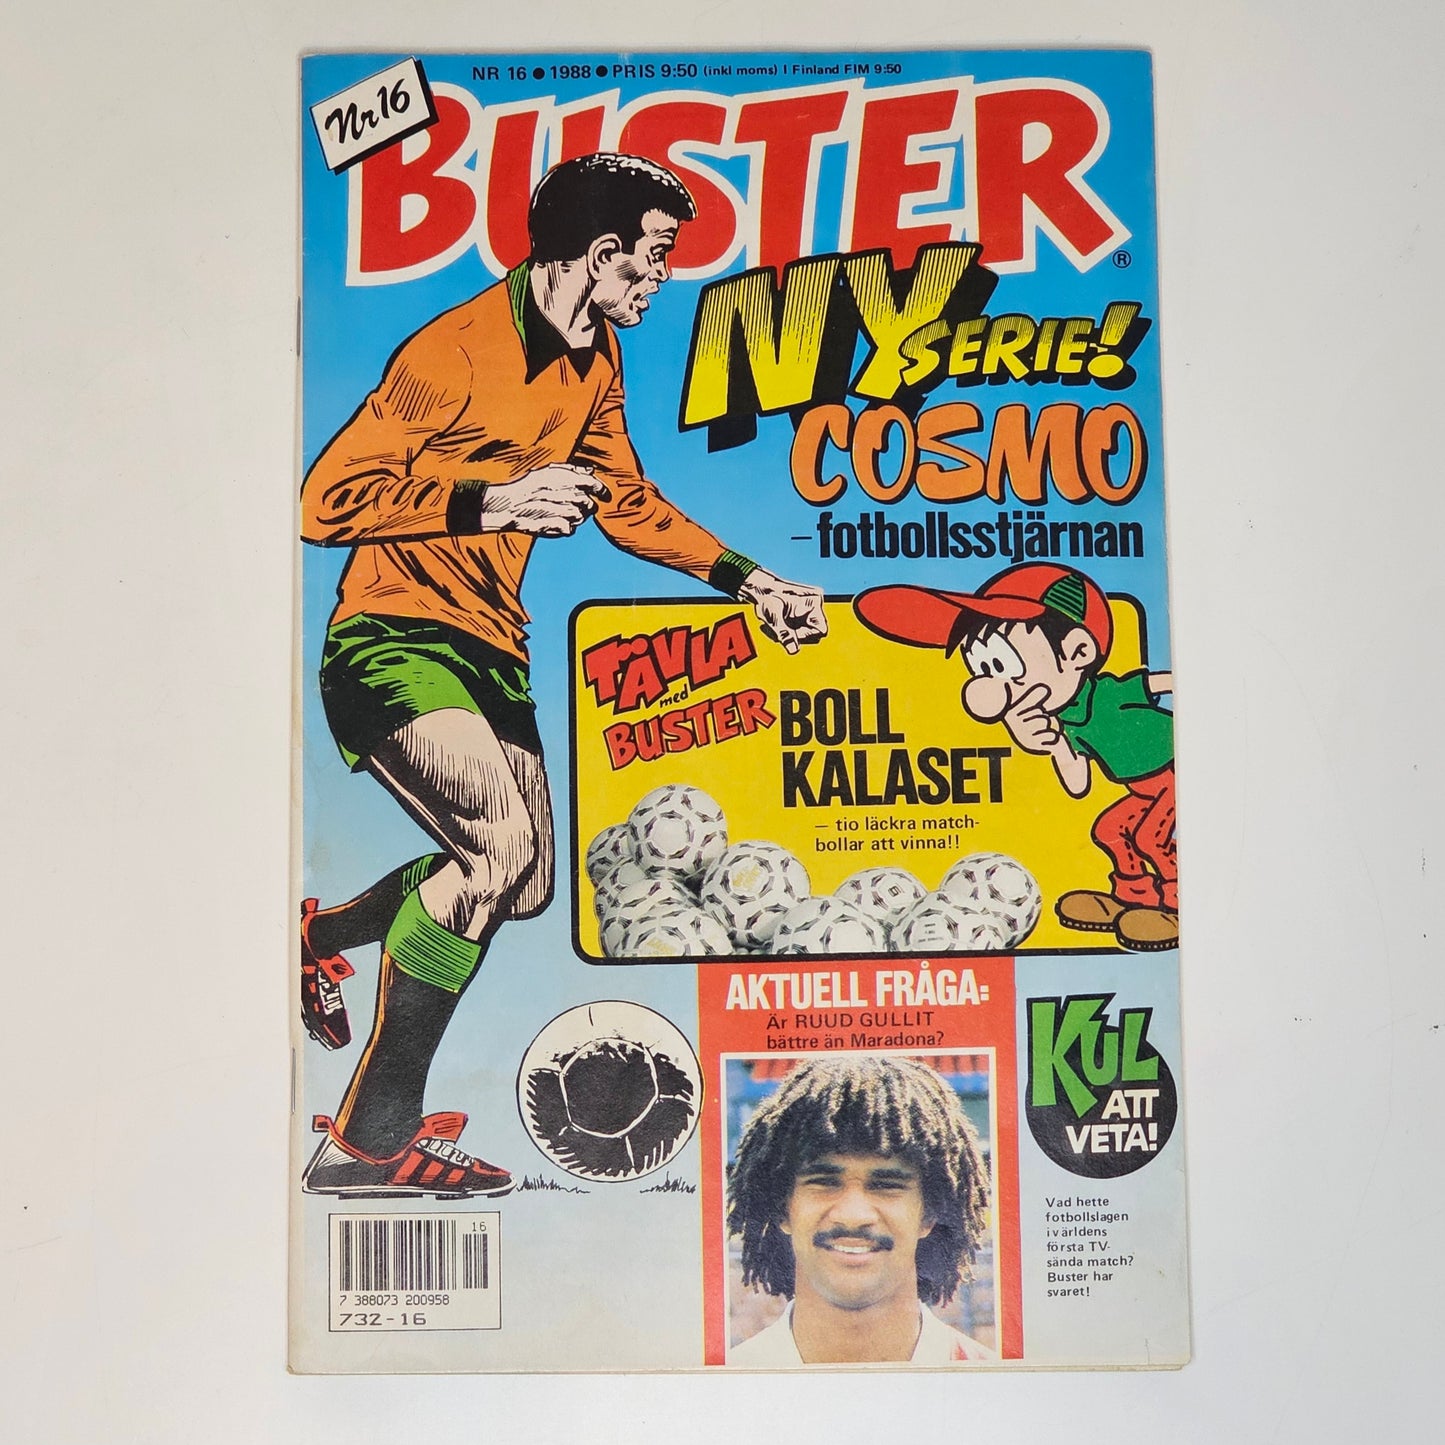 NR 16 ● 1988 ● PRIS 9:50 (inkl moms) I Finland FIM 9:50
Nr 16
BUSTER
®
NY SERIE!
COSMO
–fotbollsstjärnan
TÄVLA
med
BUSTER
BOLL
KALASET
– tio läckra match-
bollar att vinna!!
AKTUELL FRÅGA:
Är RUUD GULLIT
bättre än Maradona?
KUL
ATT
VETA!
Vad hette
fotbollslagen
i världens
första TV-
sända match?
Buster har
svaret!
16
7 388073 200958
732-16